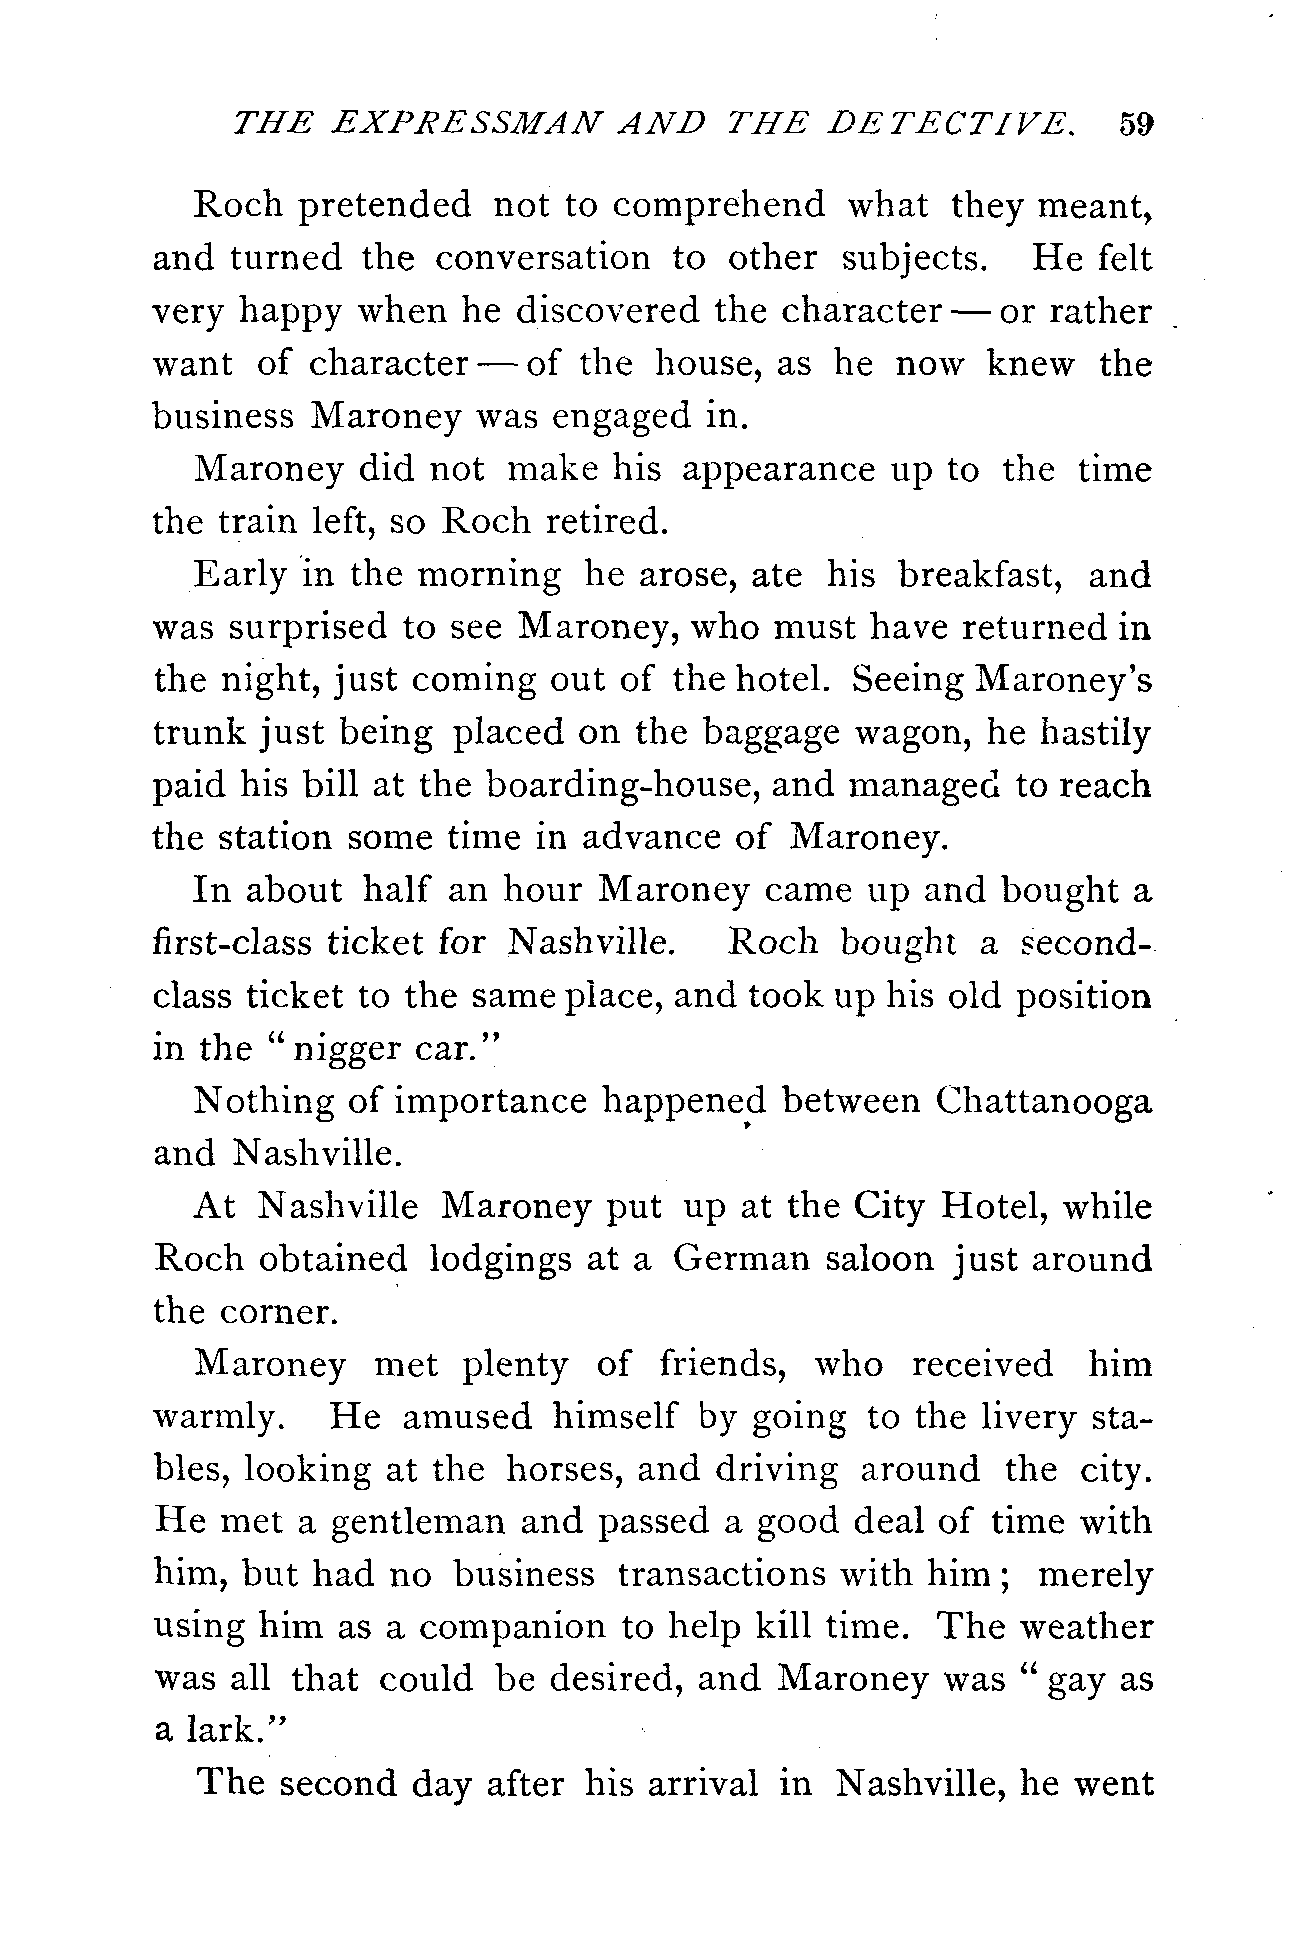 THE EXPRESSMAN AND THE DETECTIVE. 59
Roch pretended not to comprehend what they meant,
and turned the conversation to other subjects. He felt
very happy when he discovered the character — or rather
want of character — of the house, as he now knew the
business Maroney was engaged in.
Maroney did not make his appearance up to the time
the train left, so Roch retired.
Early in the morning he arose, ate his breakfast, and
was surprised to see Maroney, who must have returned in
the night, just coming out of the hotel. Seeing Maroney's
trunk just being placed on the baggage wagon, he hastily
paid his bill at the boarding-house, and managed to reach
the station some time in advance of Maroney.
In about half an hour Maroney came up and bought a
first-class ticket for Nashville. Roch bought a second-
class ticket to the same place, and took up his old position
in the "nigger car."
Nothing of importance happened between Chattanooga
and Nashville.
At Nashville Maroney put up at the City Hotel, while
Roch obtained lodgings at a German saloon just around
the corner.
Maroney met plenty of friends, who received him
warmly. He amused himself by going to the livery sta-
bles, looking at the horses, and driving around the city.
He met a gentleman and passed a good deal of time with
him, but had no business transactions with him; merely
using him as a companion to help kill time. The weather
was all that could be desired, and Maroney was "gay as
a lark."
The second day after his arrival in Nashville, he went